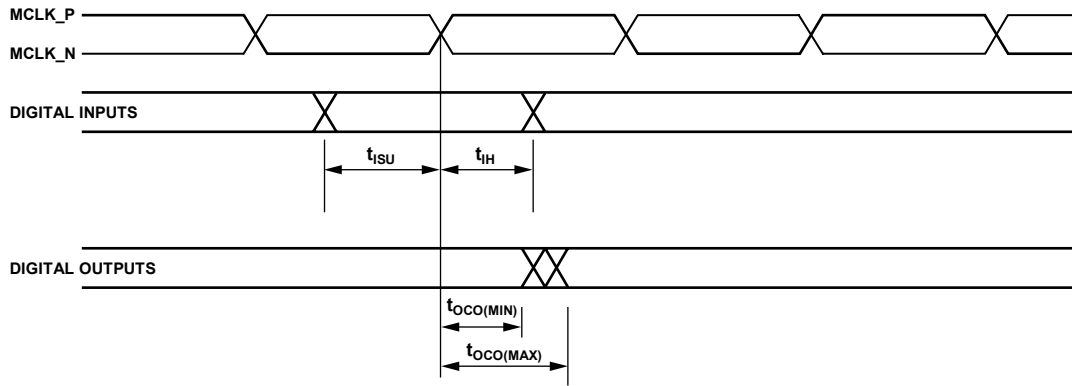 MCLK_P
MCLK_N
DIGITAL INPUTS
tISU
tIH
DIGITAL OUTPUTS
tOCO(MIN)
tOCO(MAX)